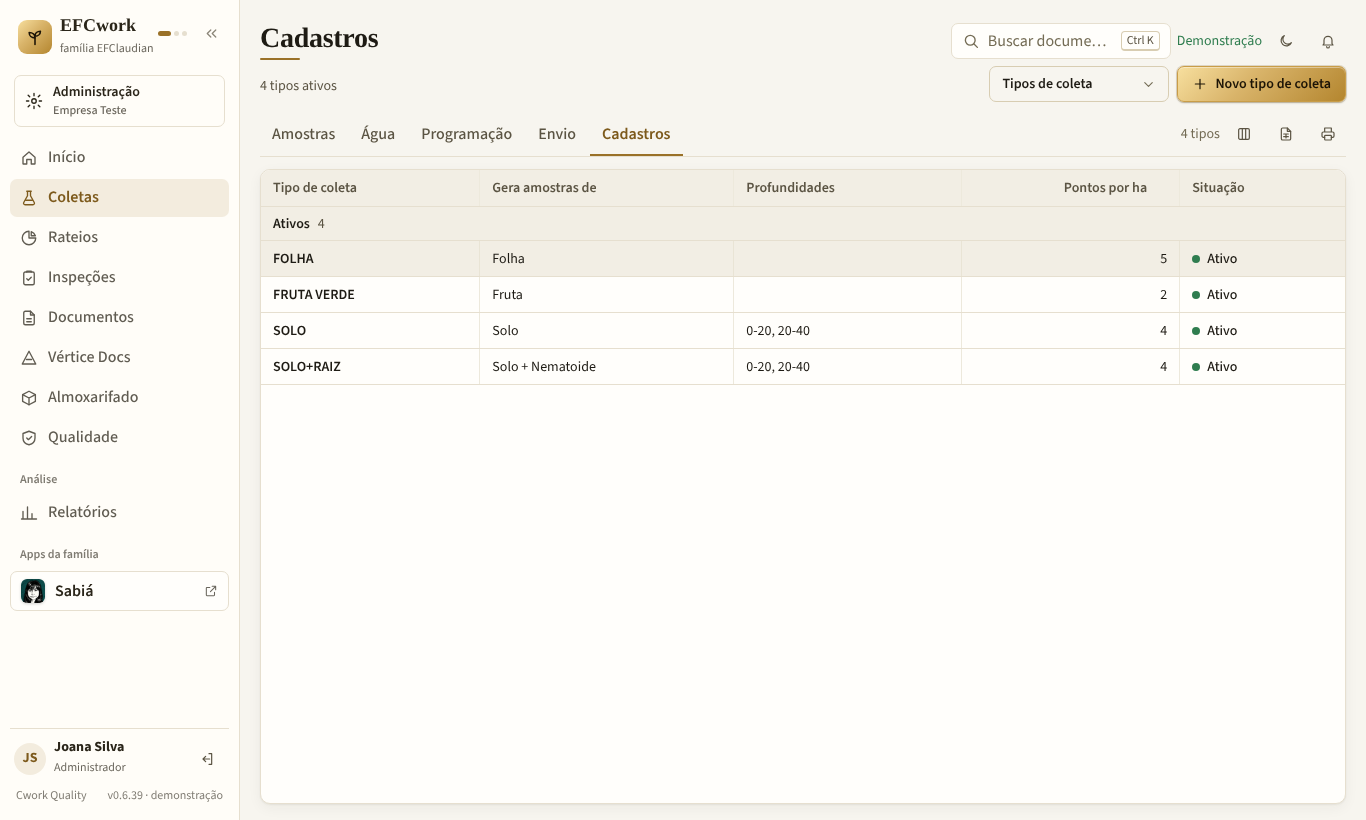 EFCwork
família EFClaudian
Administração
Empresa Teste
Início
Coletas
Rateios
Inspeções
Documentos
Vértice Docs
Almoxarifado
Qualidade
Análise
Relatórios
Apps da família
Sabiá
JS
Joana Silva
Administrador
Cwork Quality v0.6.39 · demonstração
Cadastros
Buscar docume… Ctrl K Demonstração
4 tipos ativos
Tipos de coleta
Novo tipo de coleta
Amostras Água Programação Envio Cadastros 4 tipos
Tipo de coleta Gera amostras de Profundidades Pontos por ha Situação
Ativos 4
FOLHA Folha 5 Ativo
FRUTA VERDE Fruta 2 Ativo
SOLO Solo 0-20, 20-40 4 Ativo
SOLO+RAIZ Solo + Nematoide 0-20, 20-40 4 Ativo